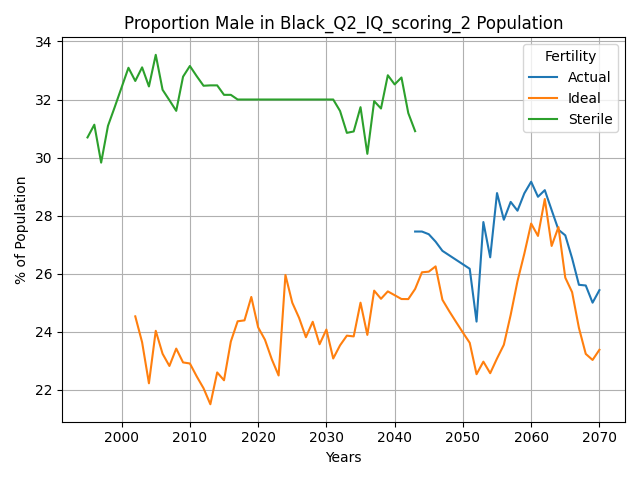 Proportion Male in Black_Q2_IQ_scoring_2 Population
Fertility
Actual
Ideal
Sterile
% of Population
34
32
30
28
26
24
22
2000 2010 2020 2030 2040 2050 2060 2070
Years